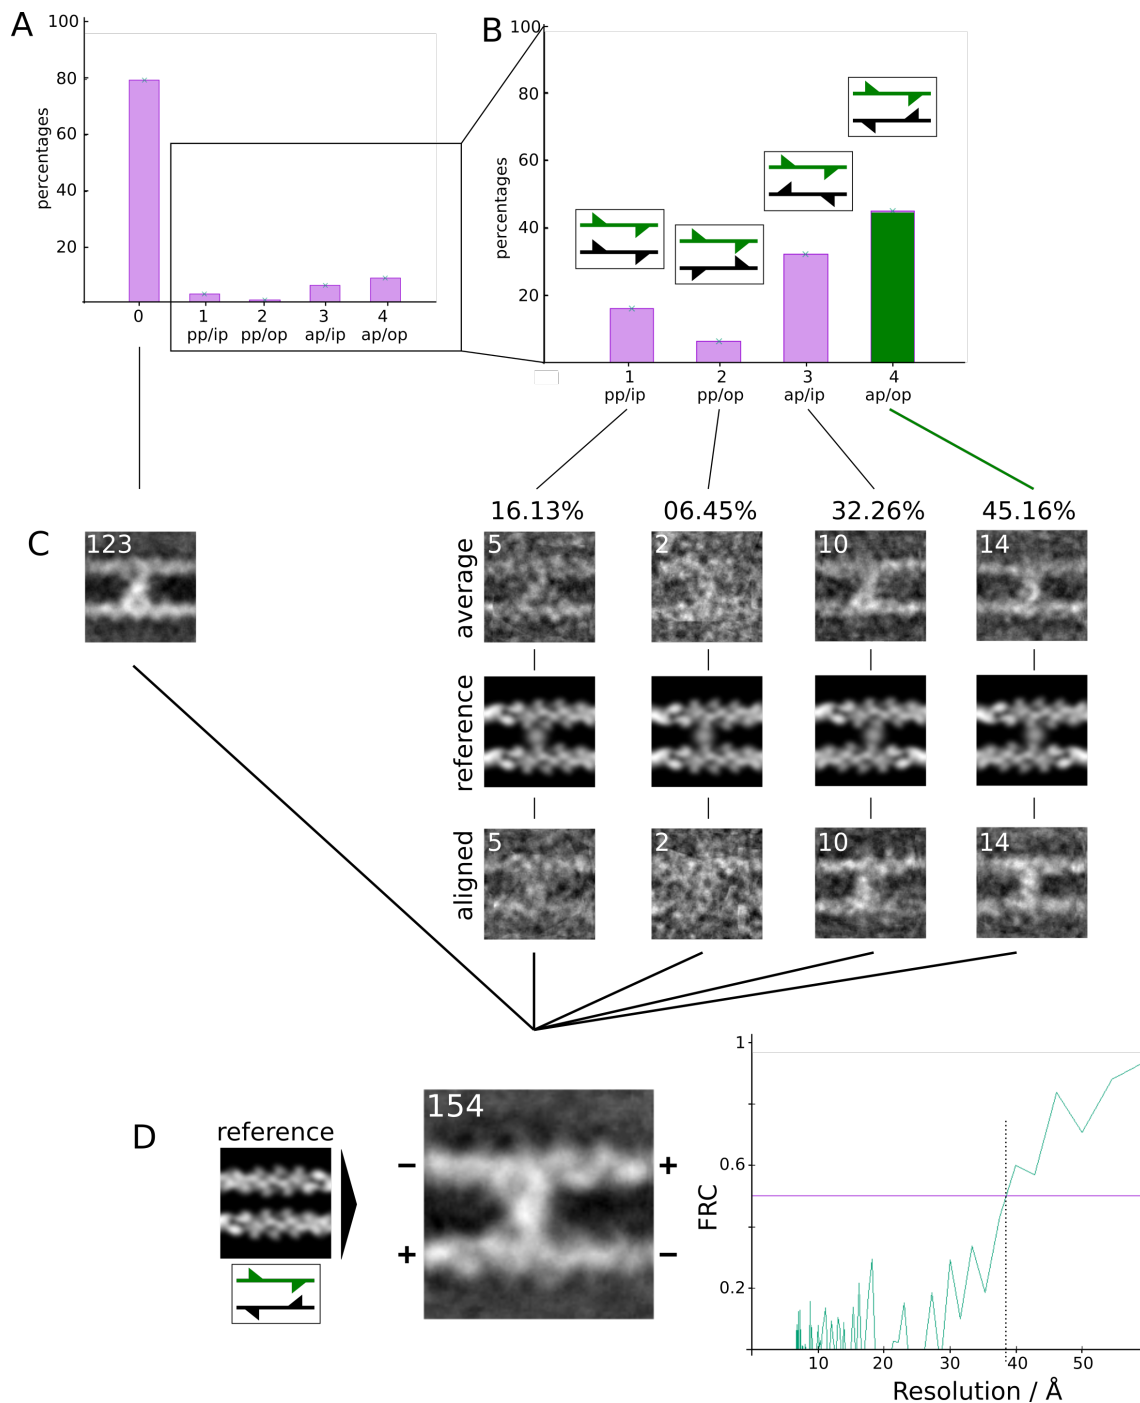 A
100
80
60
40
20
percentages
0
1
2
3
4
pp/ip
pp/op
ap/ip
ap/op
B
100
80
60
40
20
percentages
1
2
3
4
pp/ip
pp/op
ap/ip
ap/op
16.13%
06.45%
32.26%
45.16%
C
123
average
5
2
10
14
reference
aligned
5
2
10
14
D
reference
154
−
+
+
−
1
0.6
0.2
FRC
10
20
30
40
50
Resolution / Å